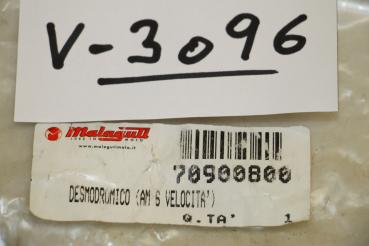 V-3096
Malaguti
www.malagutimoto.it
70900800
DESMODROMICO (AM 6 VELOCITA')
Q.TA' 1